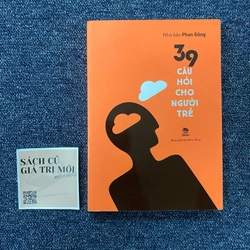 Nhà báo Phan Đăng
39
CÂU
HỎI
CHO
NGƯỜI
TRẺ
SÁCH CŨ
GIÁ TRỊ MỚI